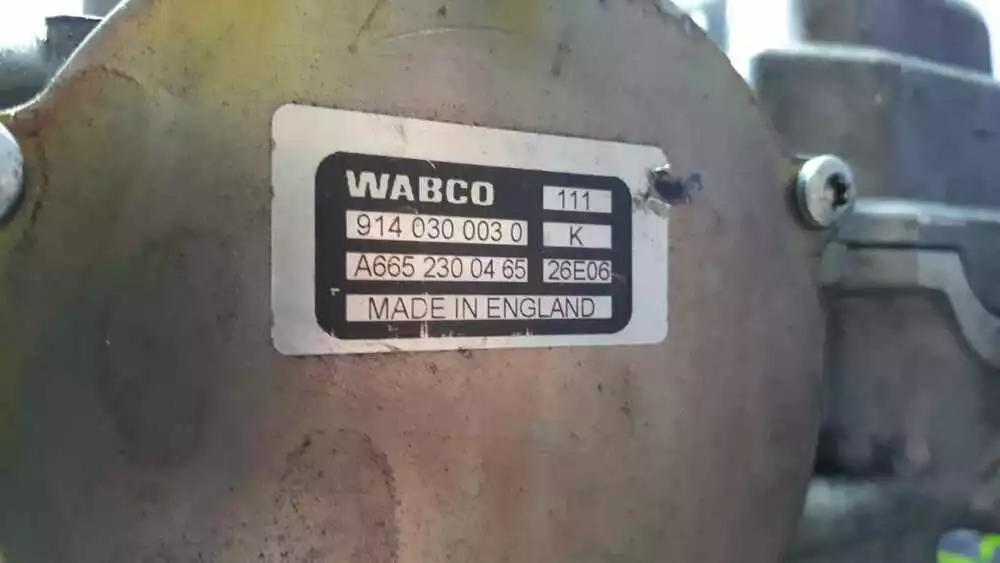 WABCO 111
914 030 003 0 K
A665 230 04 65 26E06
MADE IN ENGLAND